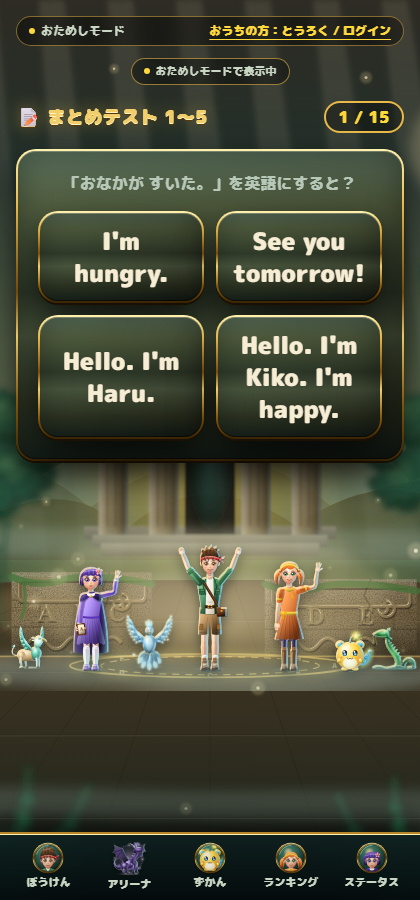 おためしモード
おうちの方：とうろく / ログイン
おためしモードで表示中
まとめテスト 1〜5
1 / 15
「おなかが すいた。」を英語にすると？
I'm
hungry.
See you
tomorrow!
Hello. I'm
Haru.
Hello. I'm
Kiko. I'm
happy.
A
C
D
E
ぼうけん
アリーナ
ずかん
ランキング
ステータス